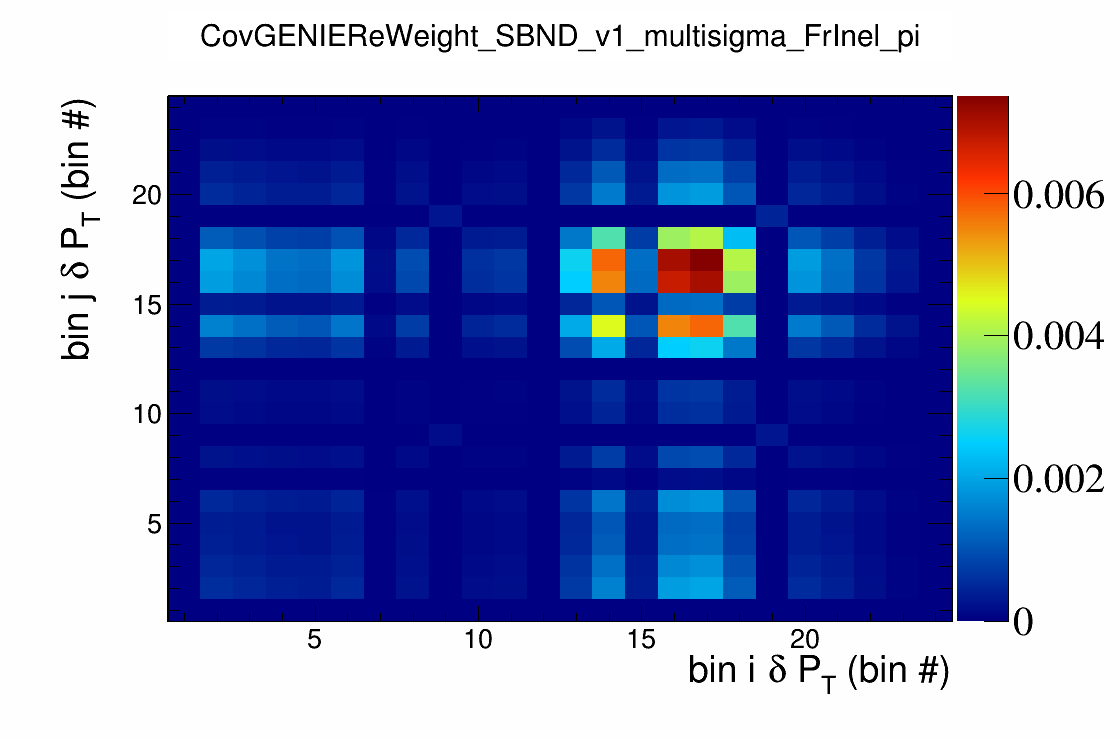 CovGENIEReWeight_SBND_v1_multisigma_FrInel_pi
bin j δ P_T (bin #)
20
15
10
5
5 10 15 20
bin i δ P_T (bin #)
0.006
0.004
0.002
0